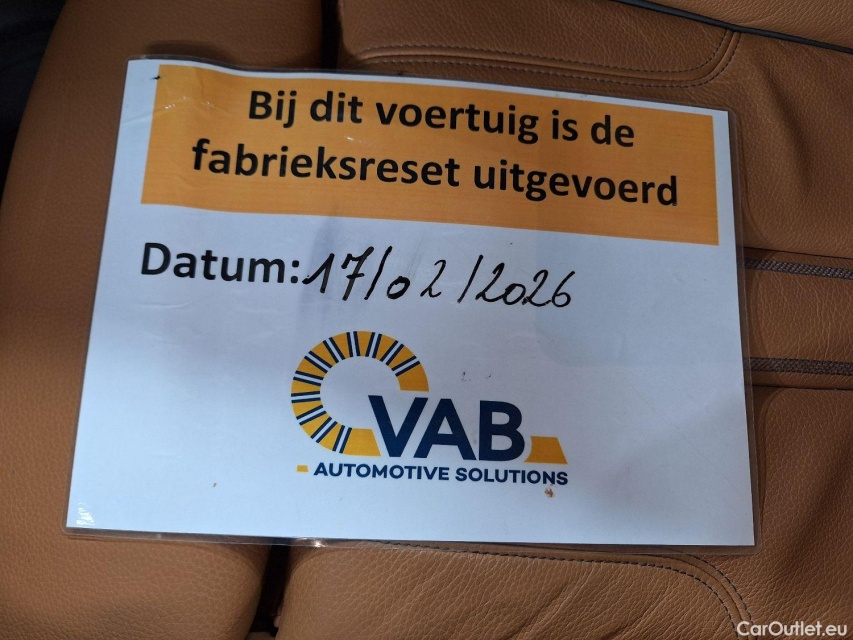 Bij dit voertuig is de
fabrieksreset uitgevoerd
Datum: 17/02/2026
VAB
AUTOMOTIVE SOLUTIONS
CarOutlet.eu